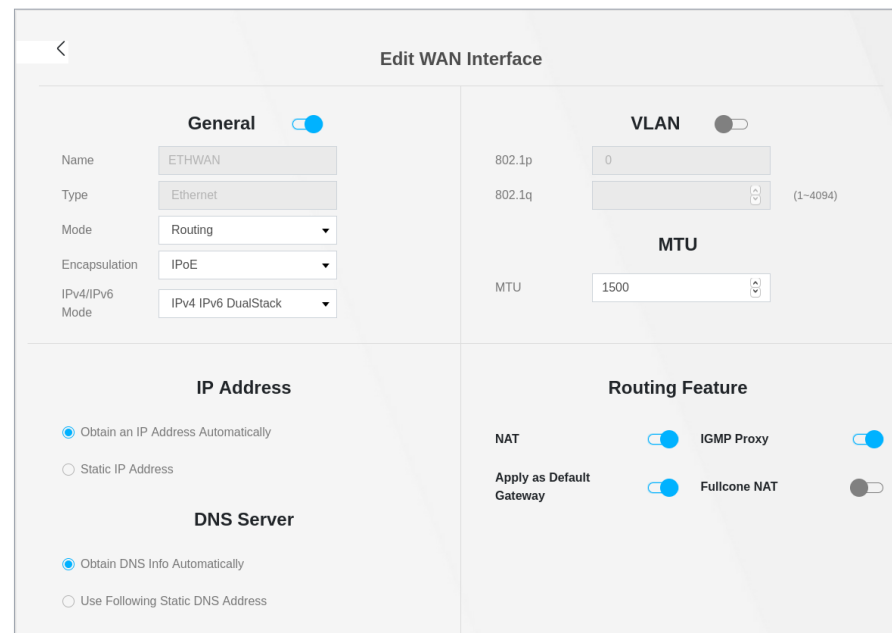 Edit WAN Interface
General
Name
ETHWAN
Type
Ethernet
Mode
Routing
Encapsulation
IPoE
IPv4/IPv6
Mode
IPv4 IPv6 DualStack
VLAN
802.1p
0
802.1q
(1~4094)
MTU
MTU
1500
IP Address
Obtain an IP Address Automatically
Static IP Address
DNS Server
Obtain DNS Info Automatically
Use Following Static DNS Address
Routing Feature
NAT
IGMP Proxy
Apply as Default
Gateway
Fullcone NAT